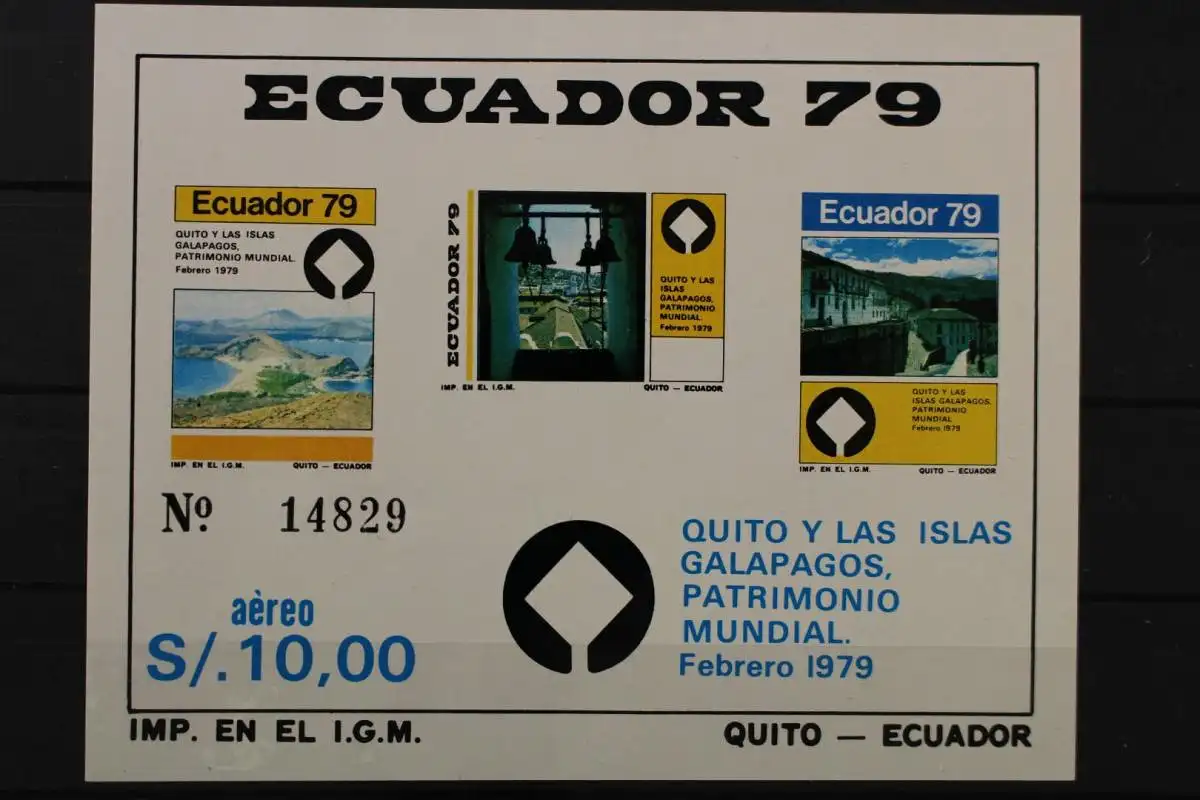 ECUADOR 79
Ecuador 79
QUITO Y LAS ISLAS
GALAPAGOS,
PATRIMONIO MUNDIAL.
Febrero 1979
IMP. EN EL I.G.M. QUITO — ECUADOR
ECUADOR 79
QUITO Y LAS
ISLAS
GALAPAGOS,
PATRIMONIO
MUNDIAL.
Febrero 1979
IMP. EN EL I.G.M. QUITO — ECUADOR
Ecuador 79
QUITO Y LAS
ISLAS GALAPAGOS.
PATRIMONIO
MUNDIAL
Febrero 1979
IMP. EN EL I.G.M. QUITO — ECUADOR
Nº 14829
aèreo
S/.10,00
QUITO Y LAS ISLAS
GALAPAGOS,
PATRIMONIO
MUNDIAL.
Febrero 1979
IMP. EN EL I.G.M. QUITO — ECUADOR